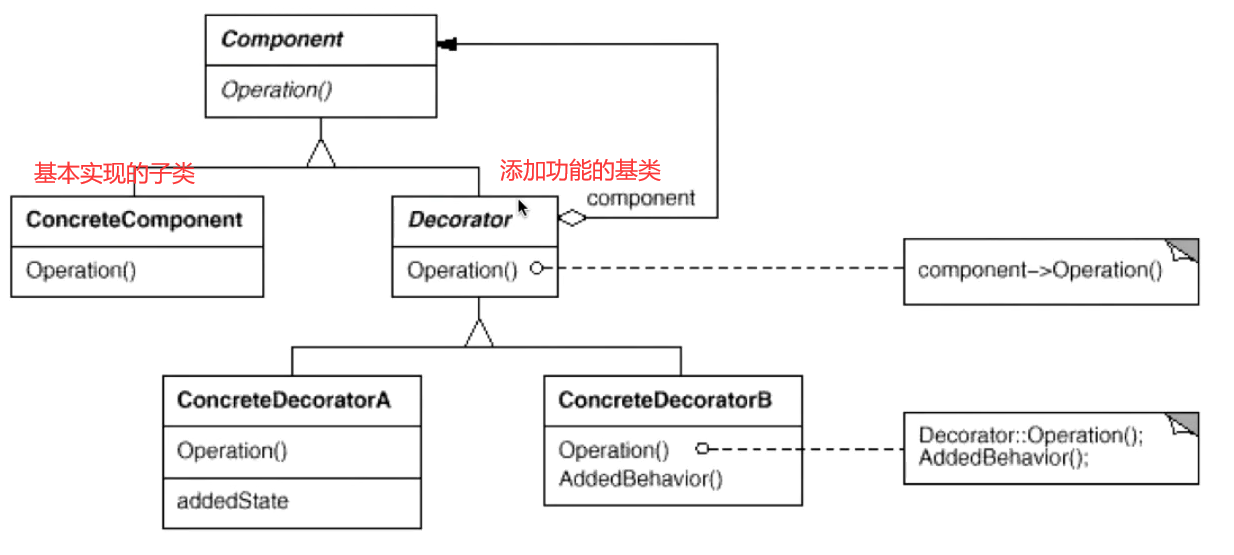 Component
Operation()
基本实现的子类
添加功能的基类
component
ConcreteComponent
Operation()
Decorator
Operation()
component->Operation()
ConcreteDecoratorA
Operation()
addedState
ConcreteDecoratorB
Operation()
AddedBehavior()
Decorator::Operation();
AddedBehavior();